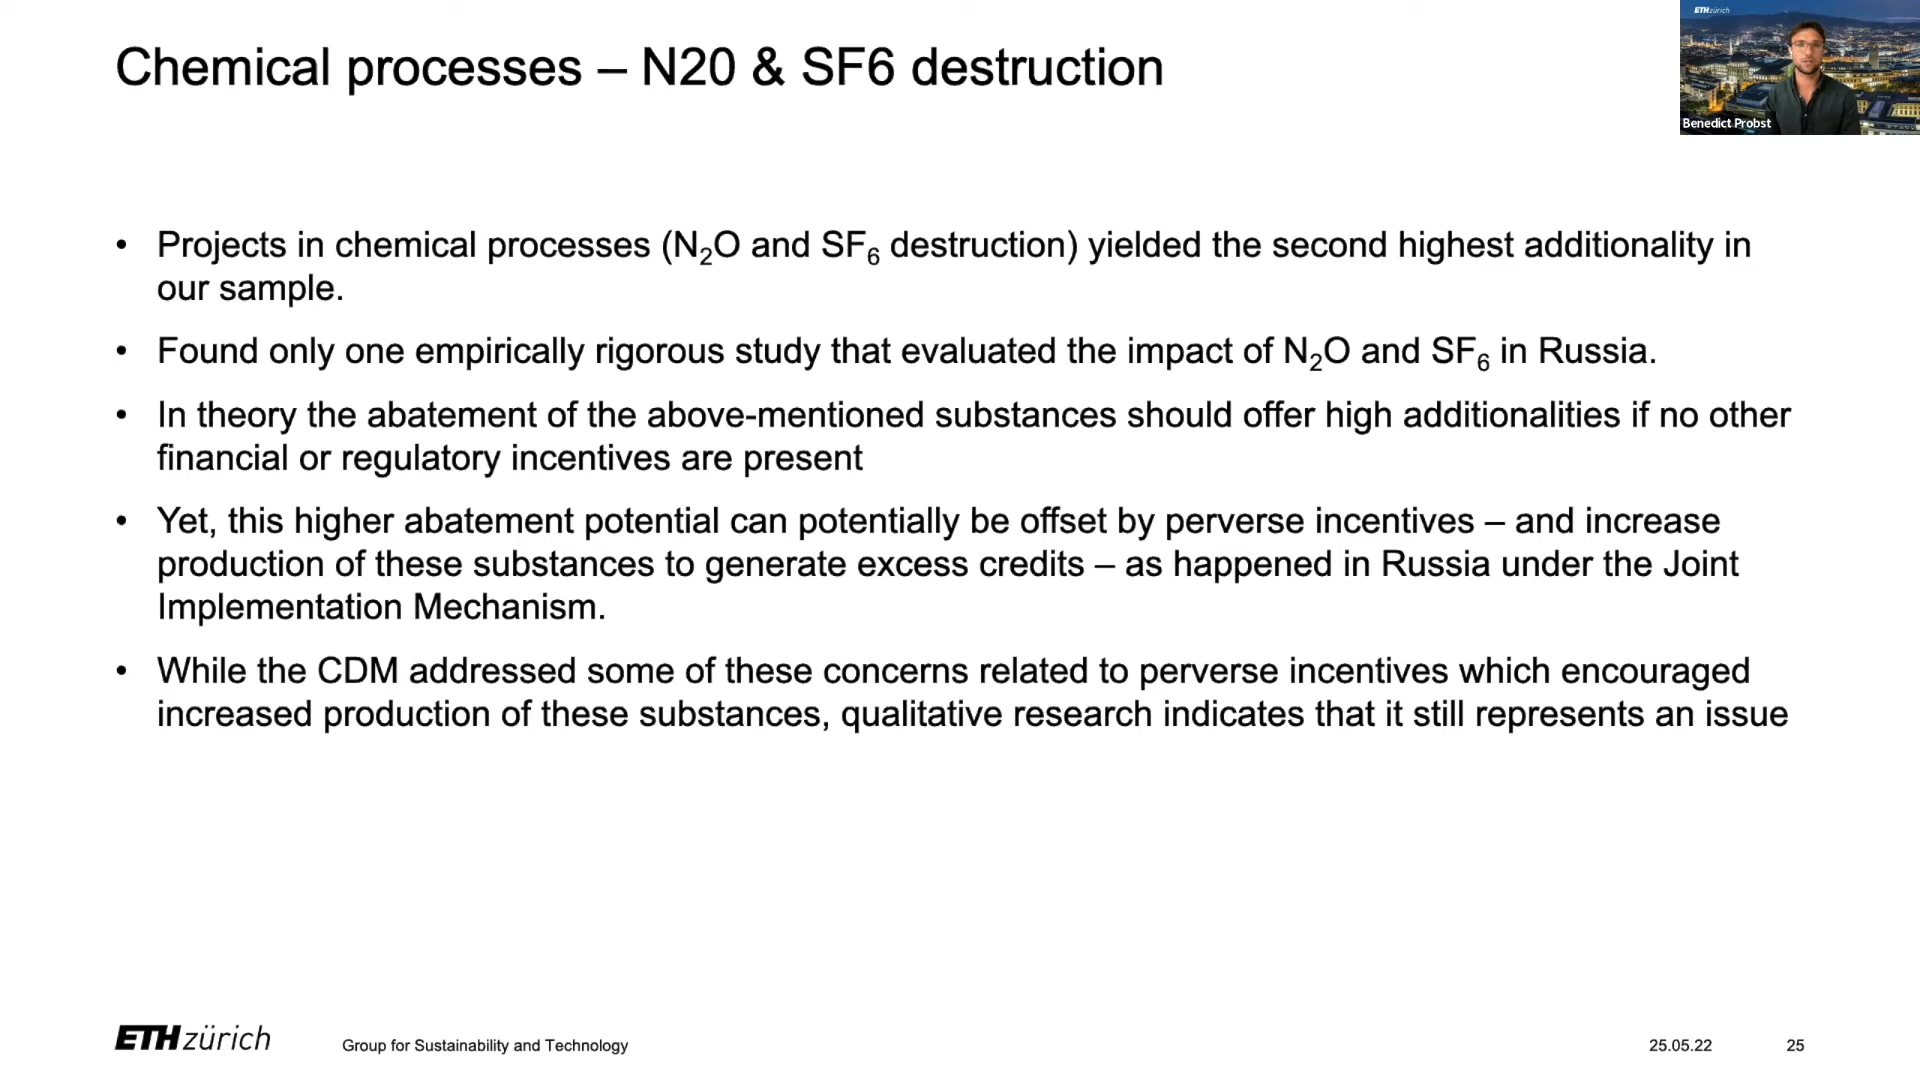 Chemical processes – N20 & SF6 destruction
ETH zürich
Benedict Probst
• Projects in chemical processes (N₂O and SF₆ destruction) yielded the second highest additionality in
our sample.
• Found only one empirically rigorous study that evaluated the impact of N₂O and SF₆ in Russia.
• In theory the abatement of the above-mentioned substances should offer high additionalities if no other
financial or regulatory incentives are present
• Yet, this higher abatement potential can potentially be offset by perverse incentives – and increase
production of these substances to generate excess credits – as happened in Russia under the Joint
Implementation Mechanism.
• While the CDM addressed some of these concerns related to perverse incentives which encouraged
increased production of these substances, qualitative research indicates that it still represents an issue
ETH zürich
Group for Sustainability and Technology
25.05.22
25